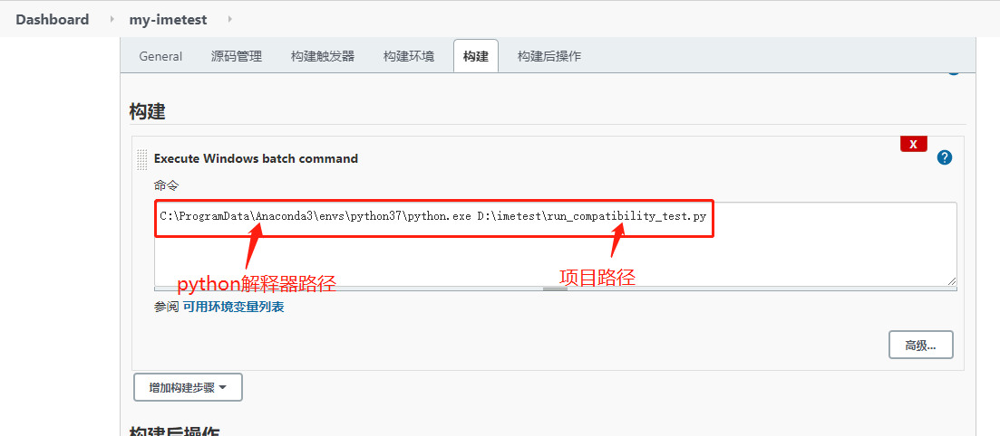 Dashboard my-imetest
General 源码管理 构建触发器 构建环境 构建 构建后操作
构建
X
Execute Windows batch command
?
命令
C:\ProgramData\Anaconda3\envs\python37\python.exe D:\imetest\run_compatibility_test.py
python解释器路径 项目路径
参阅 可用环境变量列表
高级...
增加构建步骤
构建后操作